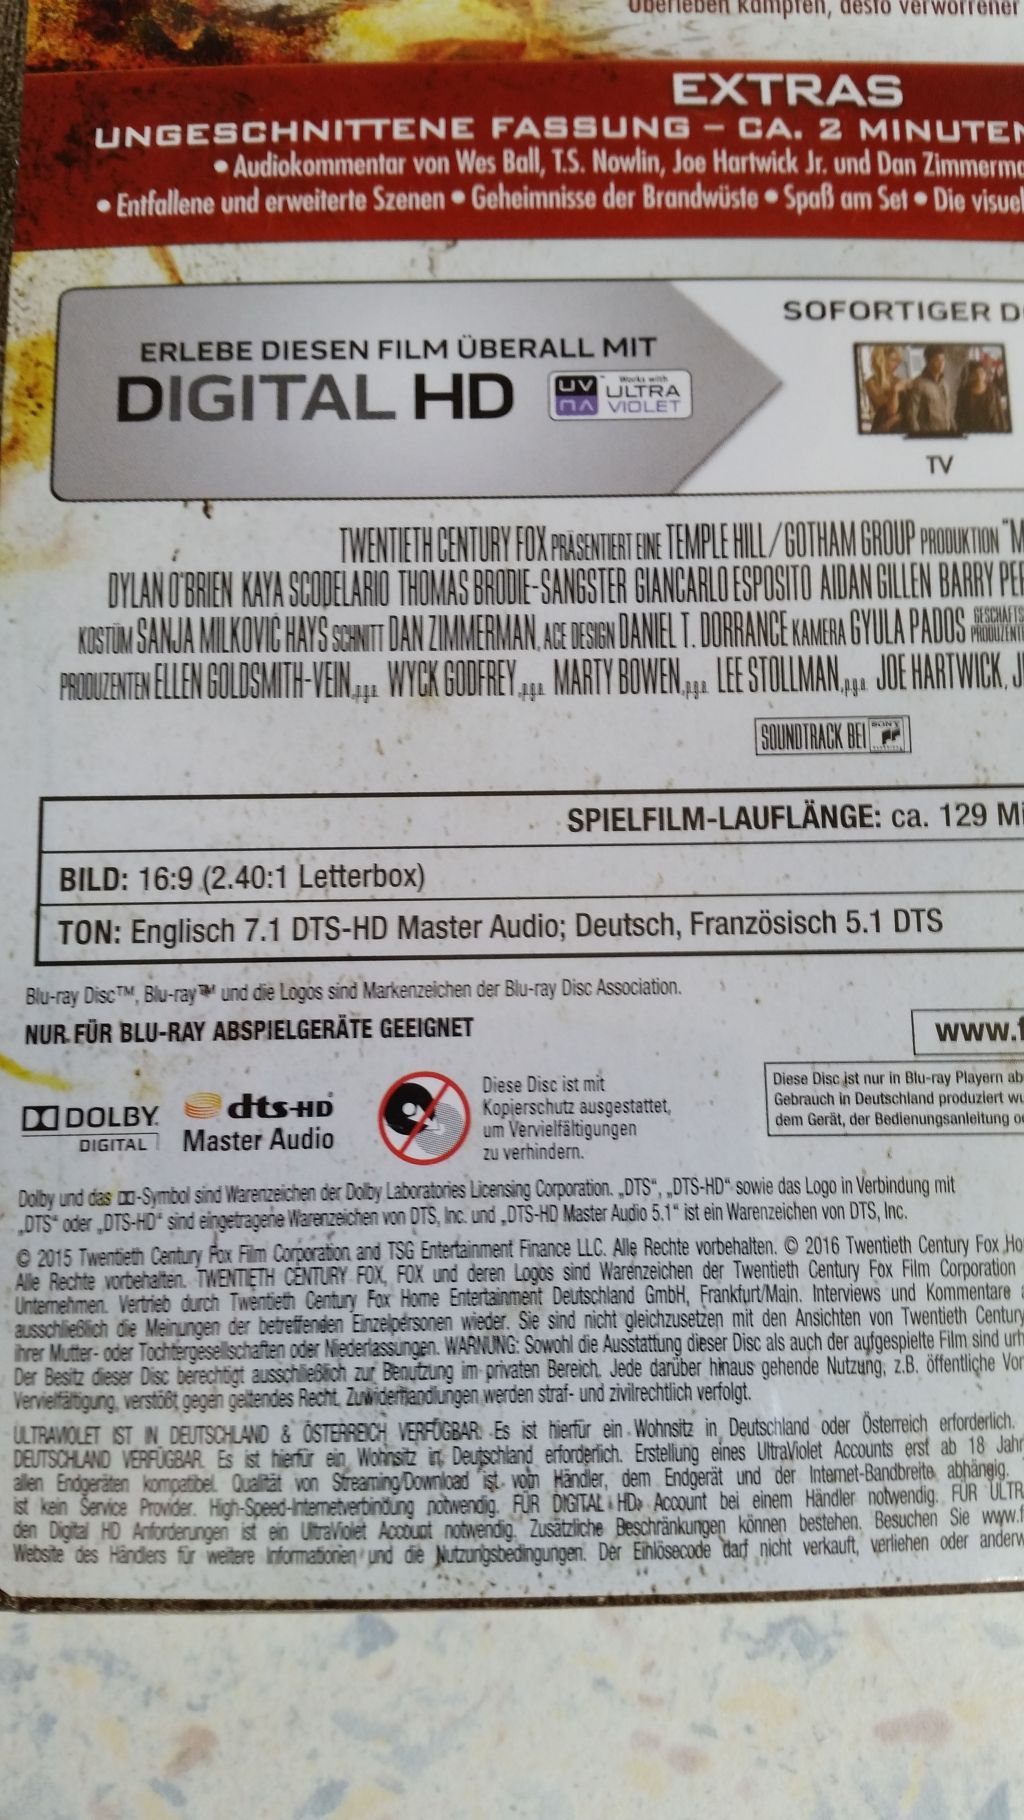 Überleben kämpfen, desto verworrener
EXTRAS
UNGESCHNITTENE FASSUNG – CA. 2 MINUTEN
• Audiokommentar von Wes Ball, T.S. Nowlin, Joe Hartwick Jr. und Dan Zimmerma
• Entfallene und erweiterte Szenen • Geheimnisse der Brandwüste • Spaß am Set • Die visuel
ERLEBE DIESEN FILM ÜBERALL MIT
DIGITAL HD
UV Works with ULTRA VIOLET
SOFORTIGER D
TV
TWENTIETH CENTURY FOX PRÄSENTIERT EINE TEMPLE HILL/GOTHAM GROUP PRODUKTION "M
DYLAN O'BRIEN KAYA SCODELARIO THOMAS BRODIE-SANGSTER GIANCARLO ESPOSITO AIDAN GILLEN BARRY PEP
KOSTÜM SANJA MILKOVIĆ HAYS SCHNITT DAN ZIMMERMAN, ACE DESIGN DANIEL T. DORRANCE KAMERA GYULA PADOS GESCHÄFTS PRODUZENTE
PRODUZENTEN ELLEN GOLDSMITH-VEIN, p.g.a. WYCK GODFREY, p.g.a. MARTY BOWEN, p.g.a. LEE STOLLMAN, p.g.a. JOE HARTWICK, J
SOUNDTRACK BEI SONY
SPIELFILM-LAUFLÄNGE: ca. 129 Mi
BILD: 16:9 (2.40:1 Letterbox)
TON: Englisch 7.1 DTS-HD Master Audio; Deutsch, Französisch 5.1 DTS
Blu-ray Disc™, Blu-ray™ und die Logos sind Markenzeichen der Blu-ray Disc Association.
NUR FÜR BLU-RAY ABSPIELGERÄTE GEEIGNET
www.f
DOLBY DIGITAL
dts-HD Master Audio
Diese Disc ist mit
Kopierschutz ausgestattet,
um Vervielfältigungen
zu verhindern.
Diese Disc ist nur in Blu-ray Playern ab
Gebrauch in Deutschland produziert wu
dem Gerät, der Bedienungsanleitung o
Dolby und das DD-Symbol sind Warenzeichen der Dolby Laboratories Licensing Corporation. „DTS“, „DTS-HD“ sowie das Logo in Verbindung mit
„DTS“ oder „DTS-HD“ sind eingetragene Warenzeichen von DTS, Inc. und „DTS-HD Master Audio 5.1“ ist ein Warenzeichen von DTS, Inc.
© 2015 Twentieth Century Fox Film Corporation and TSG Entertainment Finance LLC. Alle Rechte vorbehalten. © 2016 Twentieth Century Fox Ho
Alle Rechte vorbehalten. TWENTIETH CENTURY FOX, FOX und deren Logos sind Warenzeichen der Twentieth Century Fox Film Corporation
Unternehmen. Vertrieb durch Twentieth Century Fox Home Entertainment Deutschland GmbH, Frankfurt/Main. Interviews und Kommentare
ausschließlich die Meinungen der betreffenden Einzelpersonen wieder. Sie sind nicht gleichzusetzen mit den Ansichten von Twentieth Century
ihrer Mutter- oder Tochtergesellschaften oder Niederlassungen. WARNUNG: Sowohl die Ausstattung dieser Disc als auch der aufgespielte Film sind urh
Der Besitz dieser Disc berechtigt ausschließlich zur Benutzung im privaten Bereich. Jede darüber hinaus gehende Nutzung, z.B. öffentliche Vor
Vervielfältigung, verstößt gegen geltendes Recht. Zuwiderhandlungen werden straf- und zivilrechtlich verfolgt.
ULTRAVIOLET IST IN DEUTSCHLAND & ÖSTERREICH VERFÜGBAR. Es ist hierfür ein Wohnsitz in Deutschland oder Österreich erforderlich.
DEUTSCHLAND VERFÜGBAR. Es ist hierfür ein Wohnsitz in Deutschland erforderlich. Erstellung eines UltraViolet Accounts erst ab 18 Jahr
allen Endgeräten kompatibel. Qualität von Streaming/Download ist vom Händler, dem Endgerät und der Internet-Bandbreite abhängig.
ist kein Service Provider. High-Speed-Internetverbindung notwendig. FÜR DIGITAL HD: Account bei einem Händler notwendig. FÜR ULTR
den Digital HD Anforderungen ist ein UltraViolet Account notwendig. Zusätzliche Beschränkungen können bestehen. Besuchen Sie www.f
Website des Händlers für weitere Informationen und die Nutzungsbedingungen. Der Einlösecode darf nicht verkauft, verliehen oder anderw